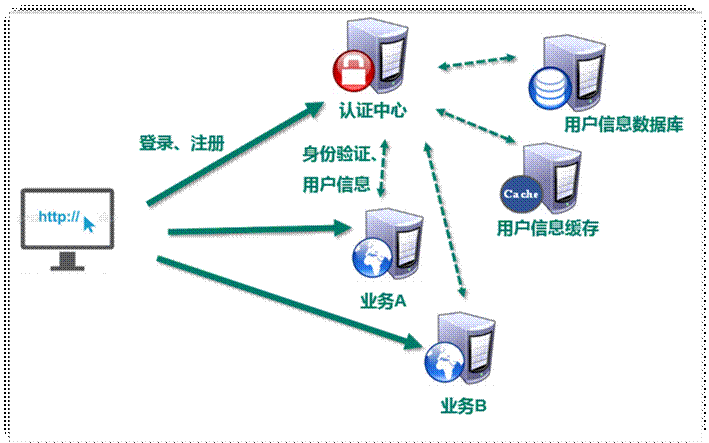 认证中心
用户信息数据库
登录、注册
身份验证、
用户信息
Cache
http://
用户信息缓存
业务A
业务B